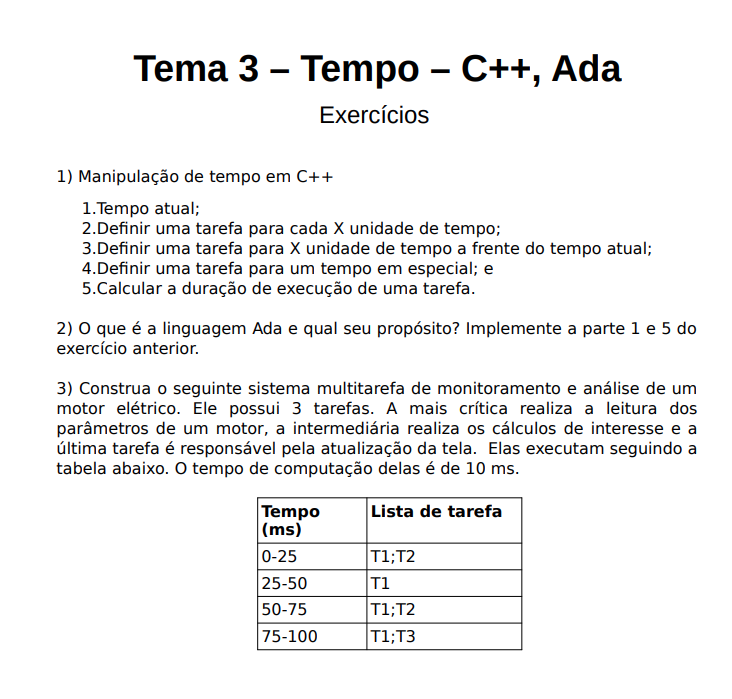 Tema 3 – Tempo – C++, Ada
Exercícios
1) Manipulação de tempo em C++
1.Tempo atual;
2.Definir uma tarefa para cada X unidade de tempo;
3.Definir uma tarefa para X unidade de tempo a frente do tempo atual;
4.Definir uma tarefa para um tempo em especial; e
5.Calcular a duração de execução de uma tarefa.
2) O que é a linguagem Ada e qual seu propósito? Implemente a parte 1 e 5 do
exercício anterior.
3) Construa o seguinte sistema multitarefa de monitoramento e análise de um
motor elétrico. Ele possui 3 tarefas. A mais crítica realiza a leitura dos
parâmetros de um motor, a intermediária realiza os cálculos de interesse e a
última tarefa é responsável pela atualização da tela. Elas executam seguindo a
tabela abaixo. O tempo de computação delas é de 10 ms.
Tempo Lista de tarefa
(ms)
0-25 T1;T2
25-50 T1
50-75 T1;T2
75-100 T1;T3